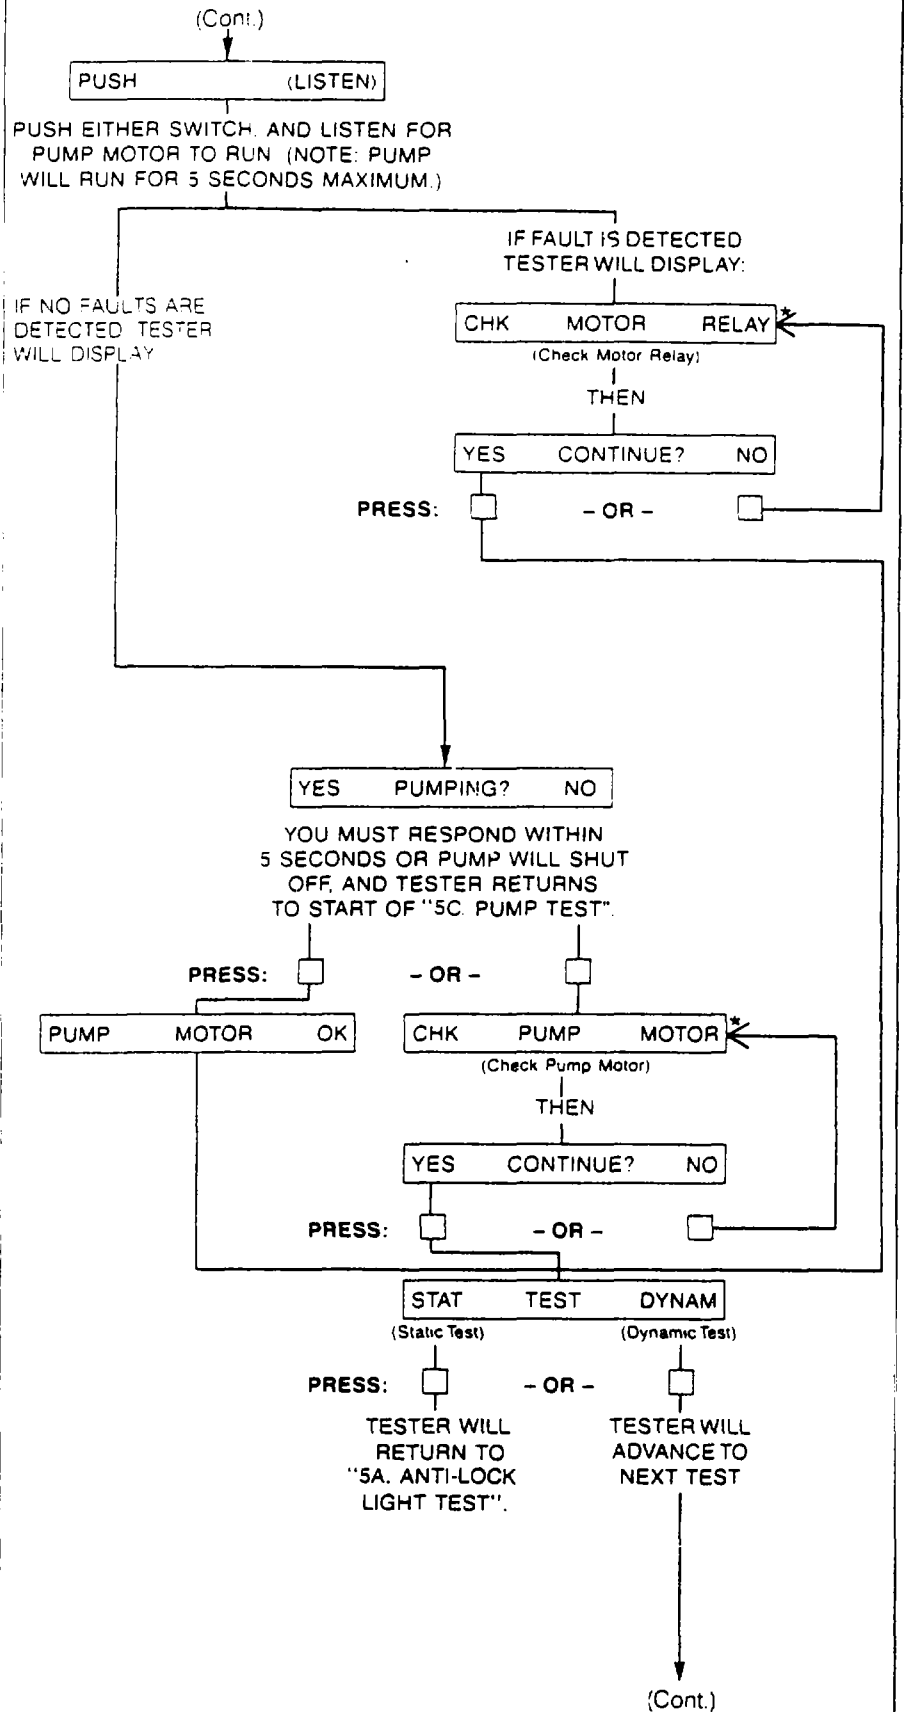 (Cont.)
PUSH (LISTEN)
PUSH EITHER SWITCH, AND LISTEN FOR
PUMP MOTOR TO RUN (NOTE: PUMP
WILL RUN FOR 5 SECONDS MAXIMUM.)
IF FAULT IS DETECTED
TESTER WILL DISPLAY:
IF NO FAULTS ARE
DETECTED TESTER
WILL DISPLAY
CHK MOTOR RELAY*
(Check Motor Relay)
THEN
YES CONTINUE? NO
PRESS: – OR –
YES PUMPING? NO
YOU MUST RESPOND WITHIN
5 SECONDS OR PUMP WILL SHUT
OFF, AND TESTER RETURNS
TO START OF "5C. PUMP TEST".
PRESS: – OR –
PUMP MOTOR OK
CHK PUMP MOTOR*
(Check Pump Motor)
THEN
YES CONTINUE? NO
PRESS: – OR –
STAT TEST DYNAM
(Static Test) (Dynamic Test)
PRESS: – OR –
TESTER WILL
RETURN TO
"5A. ANTI-LOCK
LIGHT TEST".
TESTER WILL
ADVANCE TO
NEXT TEST
(Cont.)